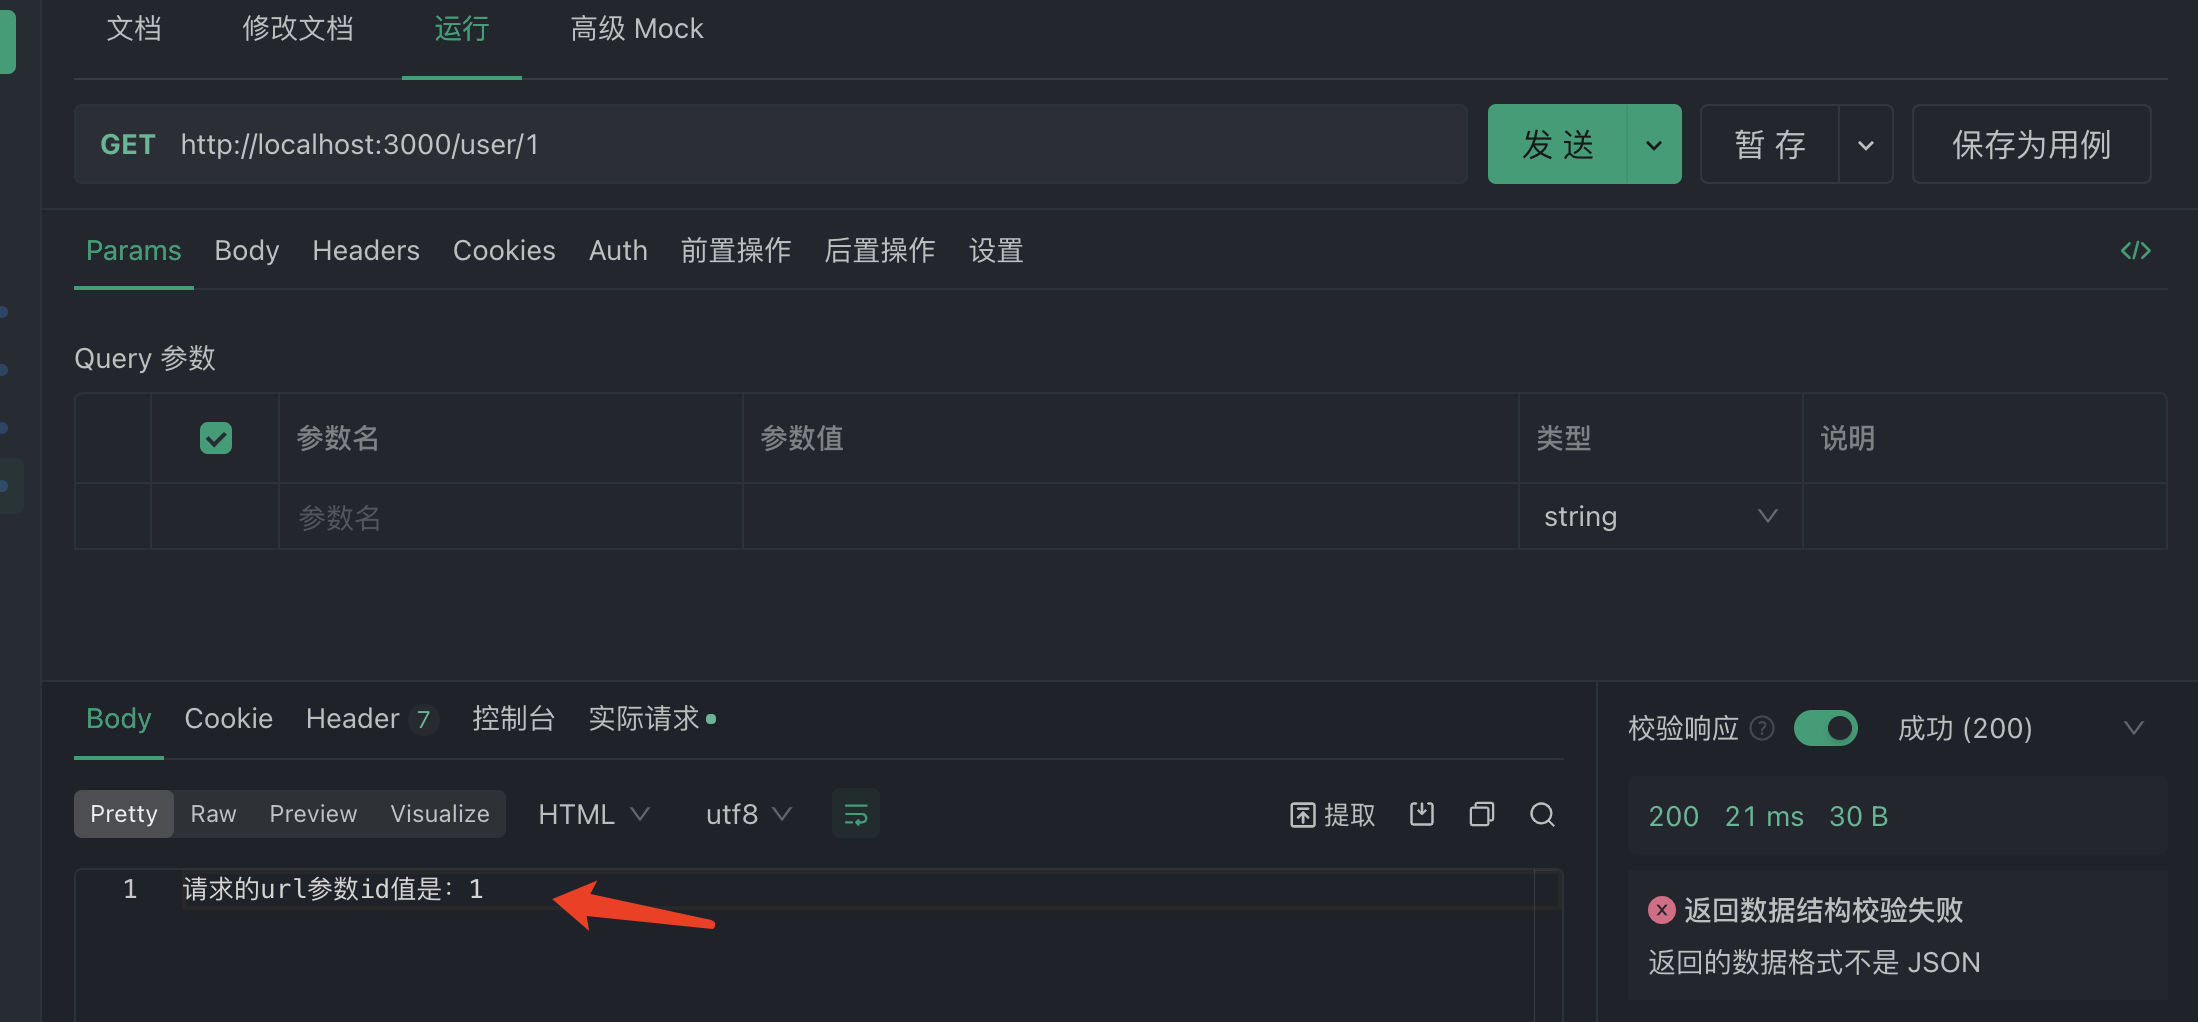 文档 修改文档 运行 高级 Mock
GET http://localhost:3000/user/1 发 送 暂 存 保存为用例
Params Body Headers Cookies Auth 前置操作 后置操作 设置 </>
Query 参数
参数名 参数值 类型 说明
参数名 string
Body Cookie Header 7 控制台 实际请求
校验响应 ? 成功 (200)
Pretty Raw Preview Visualize HTML utf8 提取
200 21 ms 30 B
1 请求的url参数id值是：1
返回数据结构校验失败
返回的数据格式不是 JSON